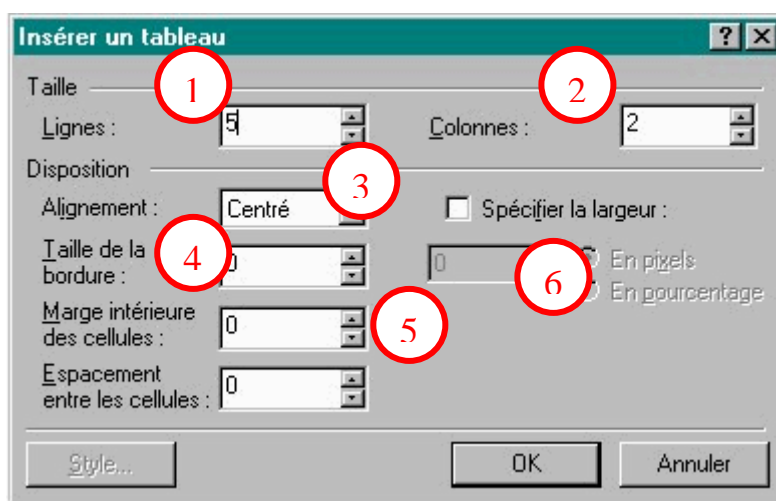 Insérer un tableau
1
2
Taille
Lignes :
5
Colonnes :
2
Disposition
3
Alignement :
Centré
Spécifier la largeur :
4
Taille de la
bordure :
0
0
6
En pixels
En pourcentage
Marge intérieure
des cellules :
0
5
Espacement
entre les cellules :
0
Style...
OK
Annuler